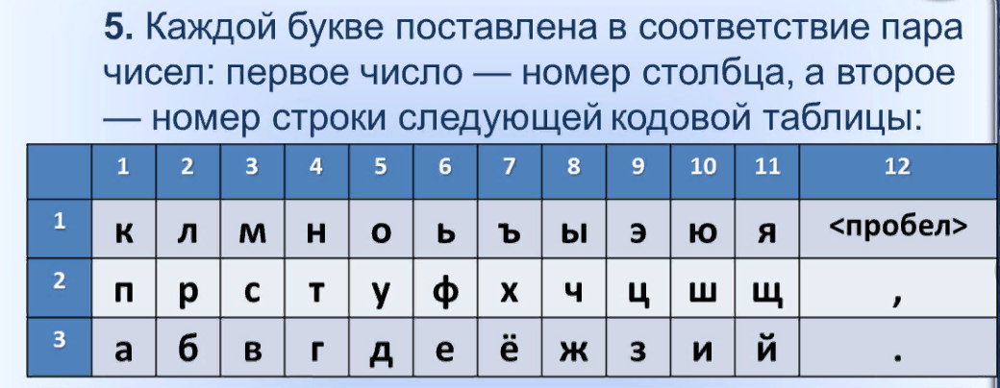 5. Каждой букве поставлена в соответствие пара
чисел: первое число — номер столбца, а второе
— номер строки следующей кодовой таблицы:
1 2 3 4 5 6 7 8 9 10 11 12
1 к л м н о ь ъ ы э ю я <пробел>
2 п р с т у ф х ч ц ш щ ,
3 а б в г д е ё ж з и й .